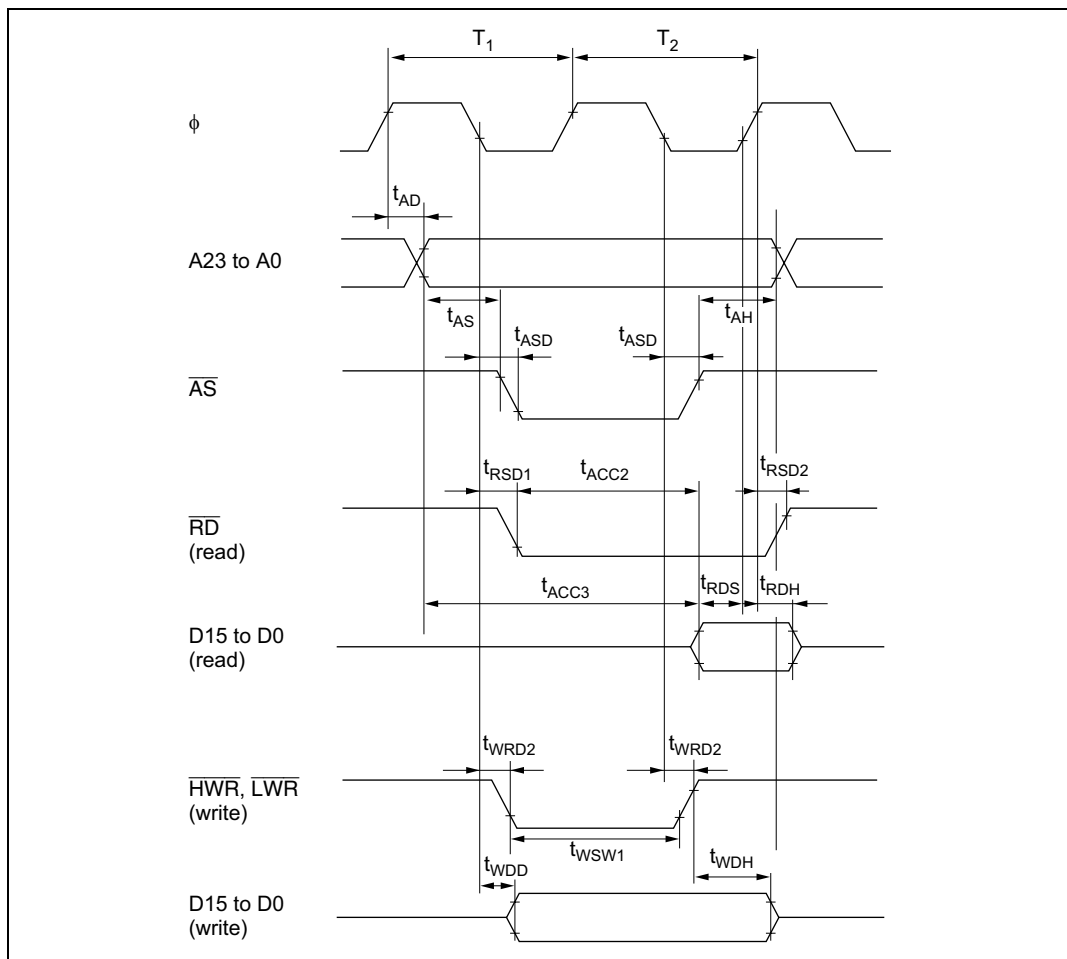 T1 T2
ϕ
tAD
A23 to A0
tAS tAH
tASD tASD
AS
tRSD1 tACC2 tRSD2
RD
(read)
tACC3 tRDS tRDH
D15 to D0
(read)
tWRD2 tWRD2
HWR, LWR
(write)
tWSW1
tWDD tWDH
D15 to D0
(write)